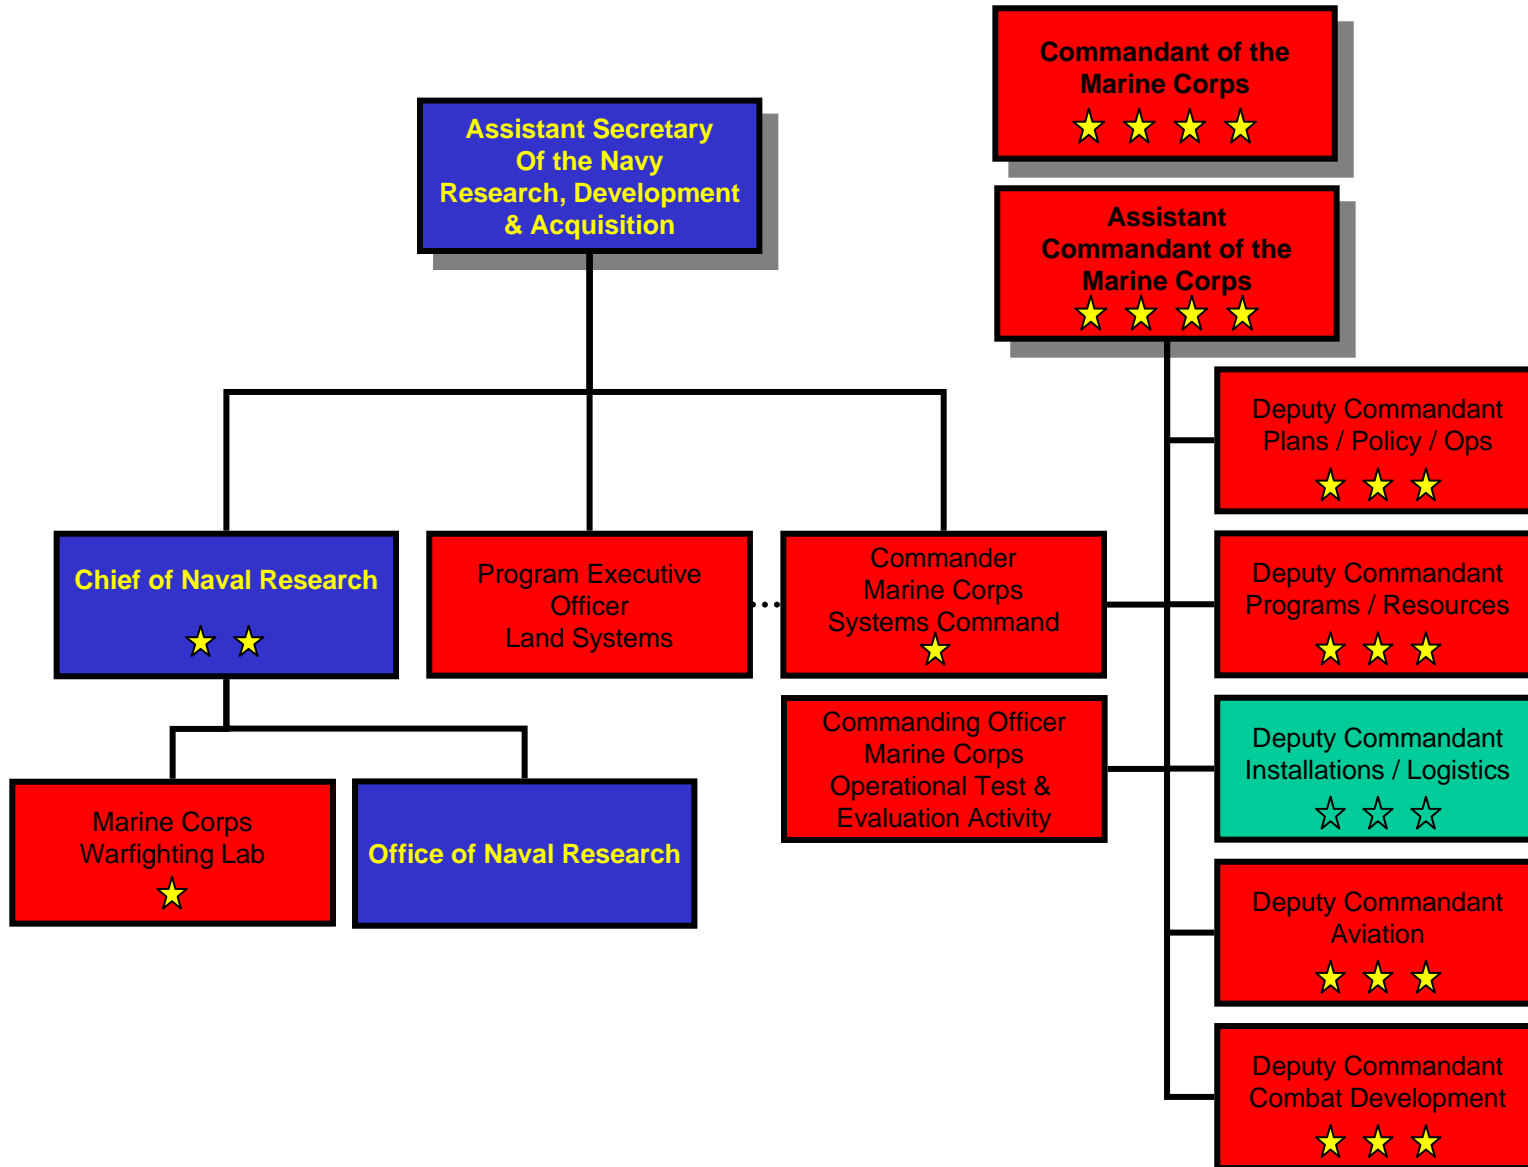 Commandant of the
Marine Corps
Assistant Secretary
Of the Navy
Research, Development
& Acquisition
Assistant
Commandant of the
Marine Corps
Deputy Commandant
Plans / Policy / Ops
Chief of Naval Research
Program Executive
Officer
Land Systems
Commander
Marine Corps
Systems Command
Deputy Commandant
Programs / Resources
Commanding Officer
Marine Corps
Operational Test &
Evaluation Activity
Deputy Commandant
Installations / Logistics
Marine Corps
Warfighting Lab
Office of Naval Research
Deputy Commandant
Aviation
Deputy Commandant
Combat Development